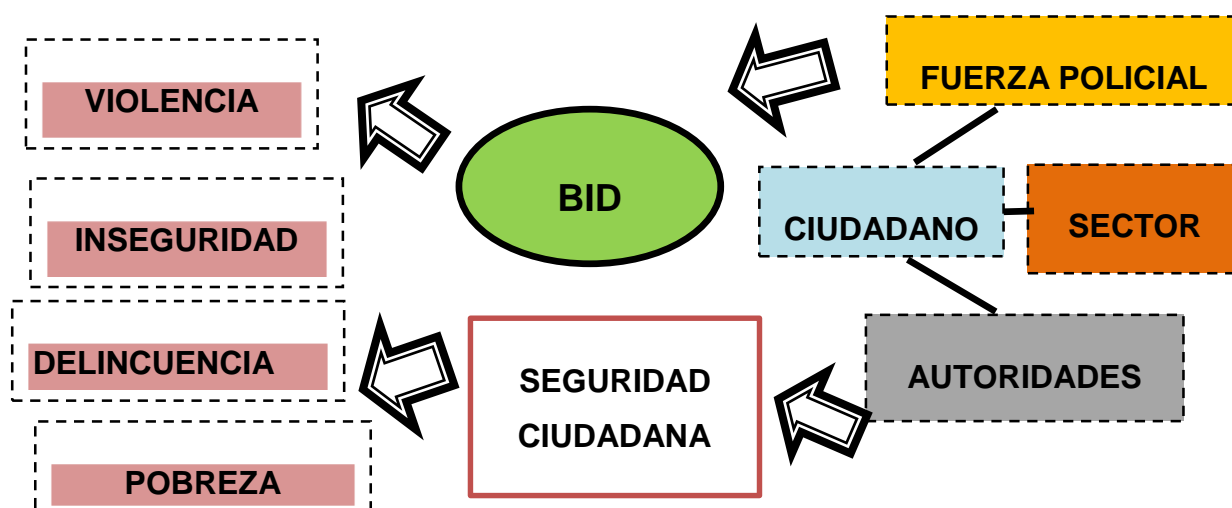 VIOLENCIA
INSEGURIDAD
DELINCUENCIA
POBREZA
BID
SEGURIDAD
CIUDADANA
FUERZA POLICIAL
CIUDADANO
SECTOR
AUTORIDADES